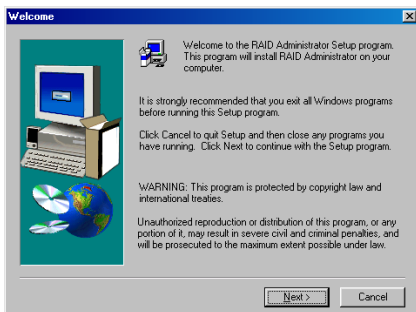 Welcome
Welcome to the RAID Administrator Setup program.
This program will install RAID Administrator on your
computer.
It is strongly recommended that you exit all Windows programs
before running this Setup program.
Click Cancel to quit Setup and then close any programs you
have running. Click Next to continue with the Setup program.
WARNING: This program is protected by copyright law and
international treaties.
Unauthorized reproduction or distribution of this program, or any
portion of it, may result in severe civil and criminal penalties, and
will be prosecuted to the maximum extent possible under law.
Next >
Cancel